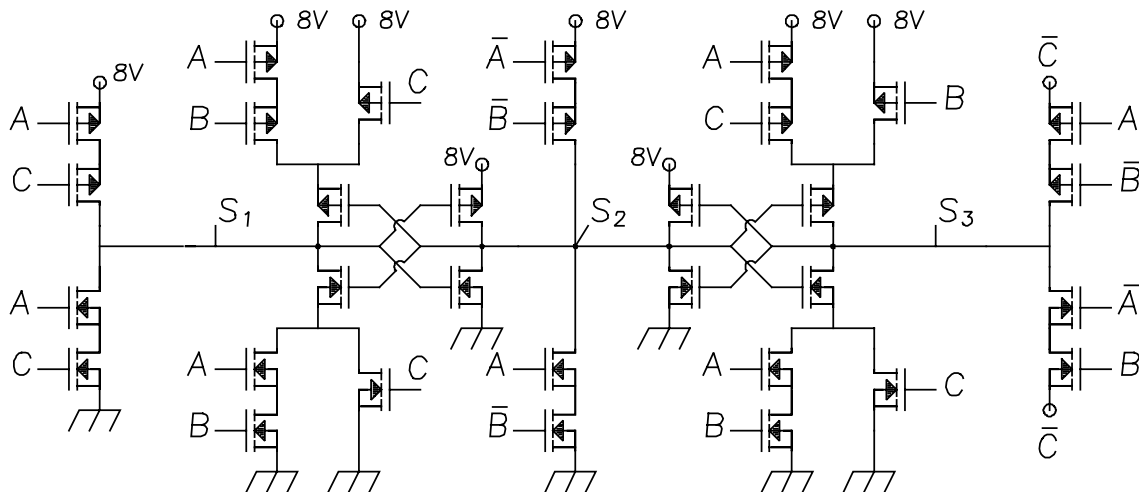 8V 8V 8V 8V 8V
A A̅ A C̅
8V
C B
A B B̅ C A
C 8V 8V B̅
S₁ S₂ S₃
A A̅
C A C A A C B
B B̅ B C̅